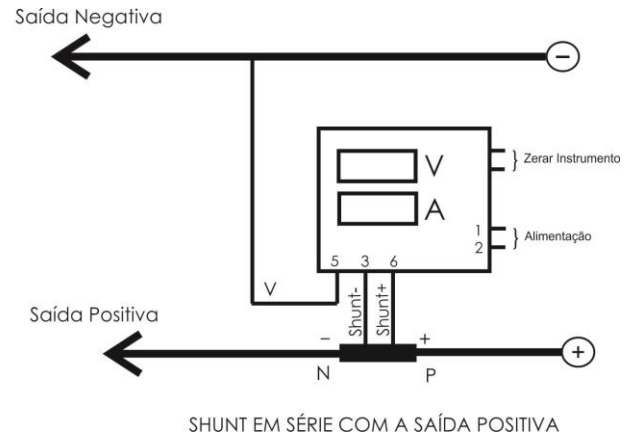 Saída Negativa
−
V
A
} Zerar Instrumento
1
2
} Alimentação
5 3 6
V
Shunt-
Shunt+
Saída Positiva
− +
+
N P
SHUNT EM SÉRIE COM A SAÍDA POSITIVA